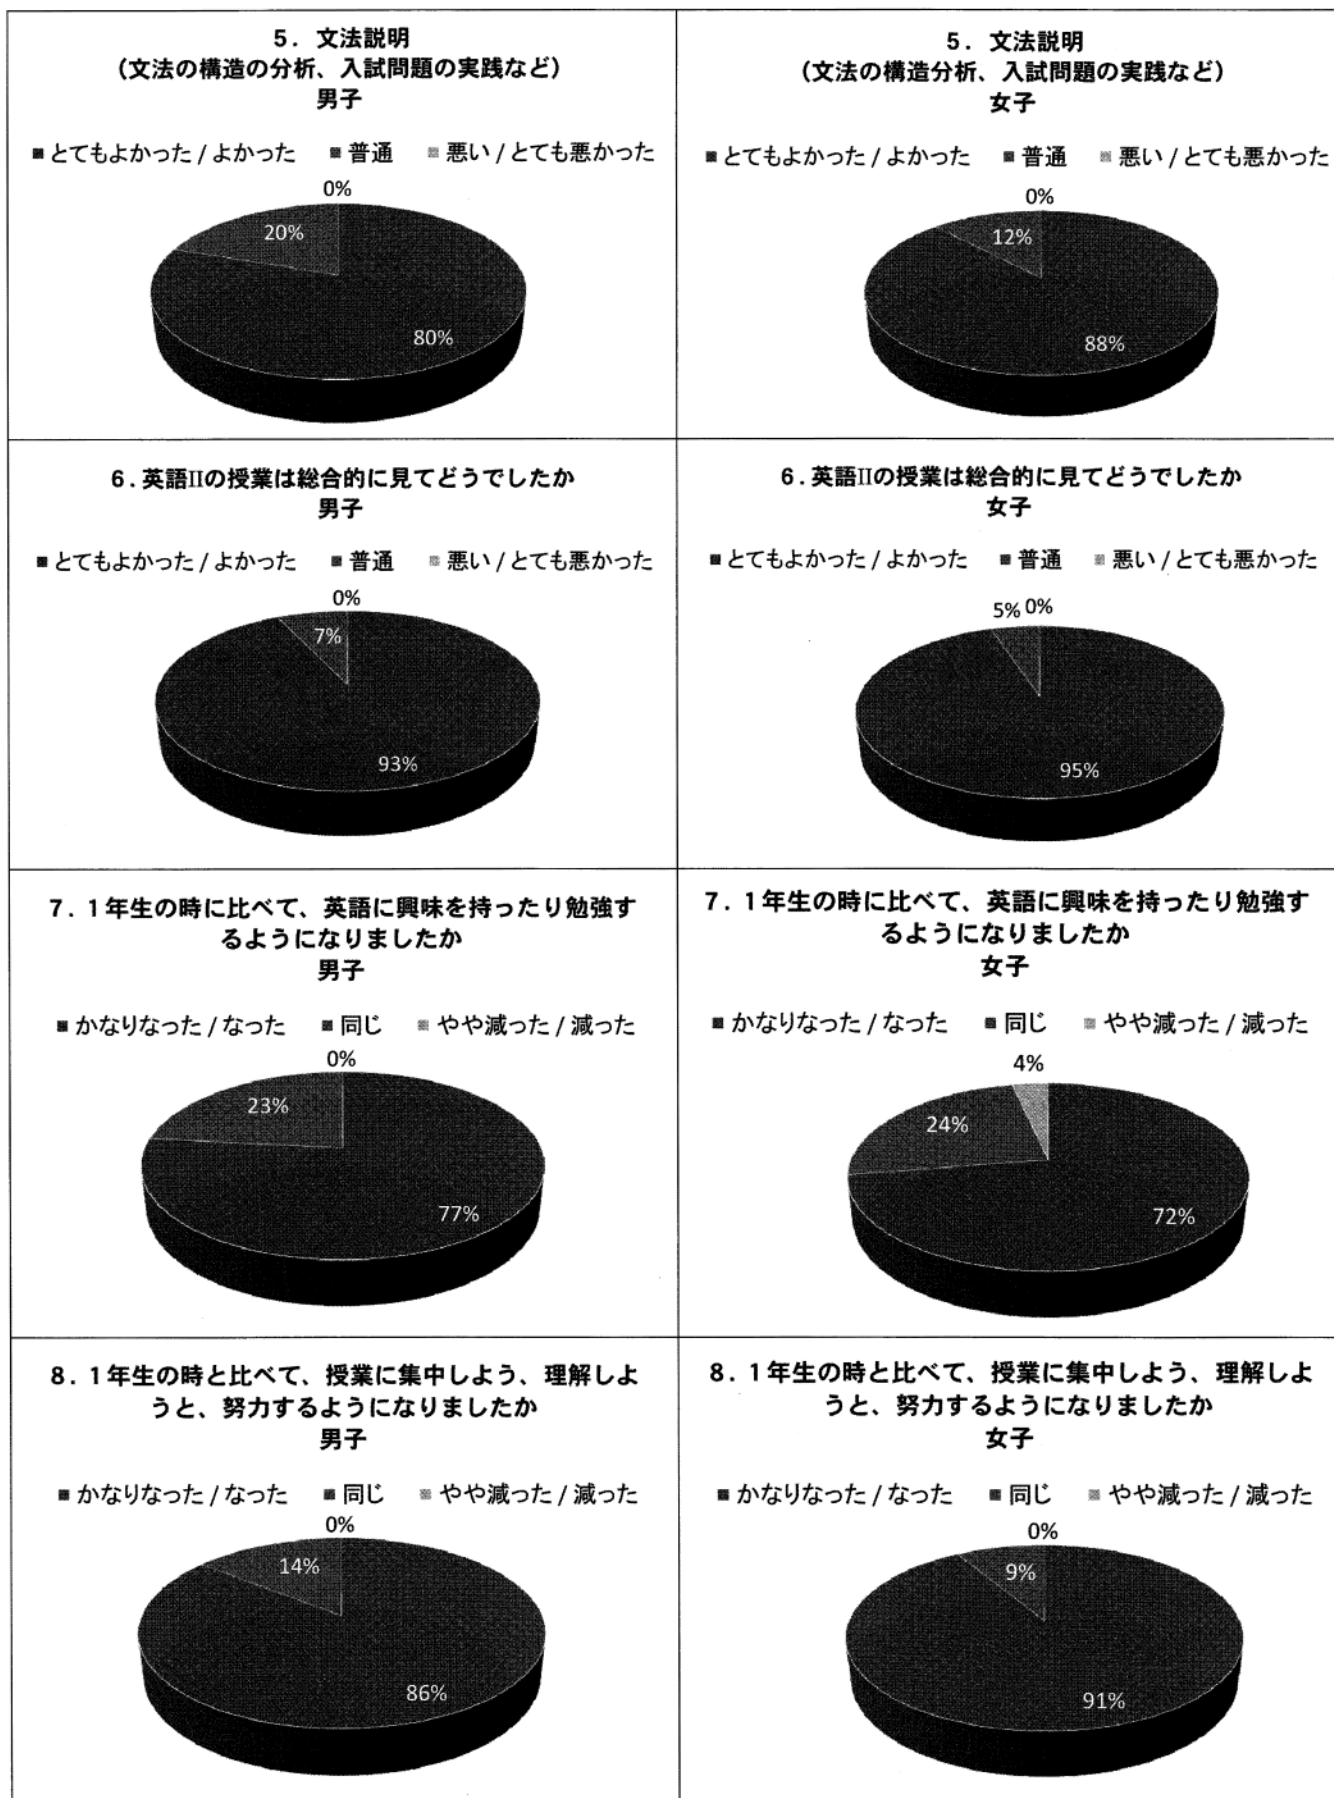 5．文法説明
（文法の構造の分析、入試問題の実践など）
男子
■とてもよかった / よかった ■普通 ■悪い / とても悪かった
0%
20%
80%
5．文法説明
（文法の構造分析、入試問題の実践など）
女子
■とてもよかった / よかった ■普通 ■悪い / とても悪かった
0%
12%
88%
6．英語Ⅱの授業は総合的に見てどうでしたか
男子
■とてもよかった / よかった ■普通 ■悪い / とても悪かった
0%
7%
93%
6．英語Ⅱの授業は総合的に見てどうでしたか
女子
■とてもよかった / よかった ■普通 ■悪い / とても悪かった
5% 0%
95%
7．1年生の時に比べて、英語に興味を持ったり勉強す
るようになりましたか
男子
■かなりなった / なった ■同じ ■やや減った / 減った
0%
23%
77%
7．1年生の時に比べて、英語に興味を持ったり勉強す
るようになりましたか
女子
■かなりなった / なった ■同じ ■やや減った / 減った
4%
24%
72%
8．1年生の時と比べて、授業に集中しよう、理解しよ
うと、努力するようになりましたか
男子
■かなりなった / なった ■同じ ■やや減った / 減った
0%
14%
86%
8．1年生の時と比べて、授業に集中しよう、理解しよ
うと、努力するようになりましたか
女子
■かなりなった / なった ■同じ ■やや減った / 減った
0%
9%
91%